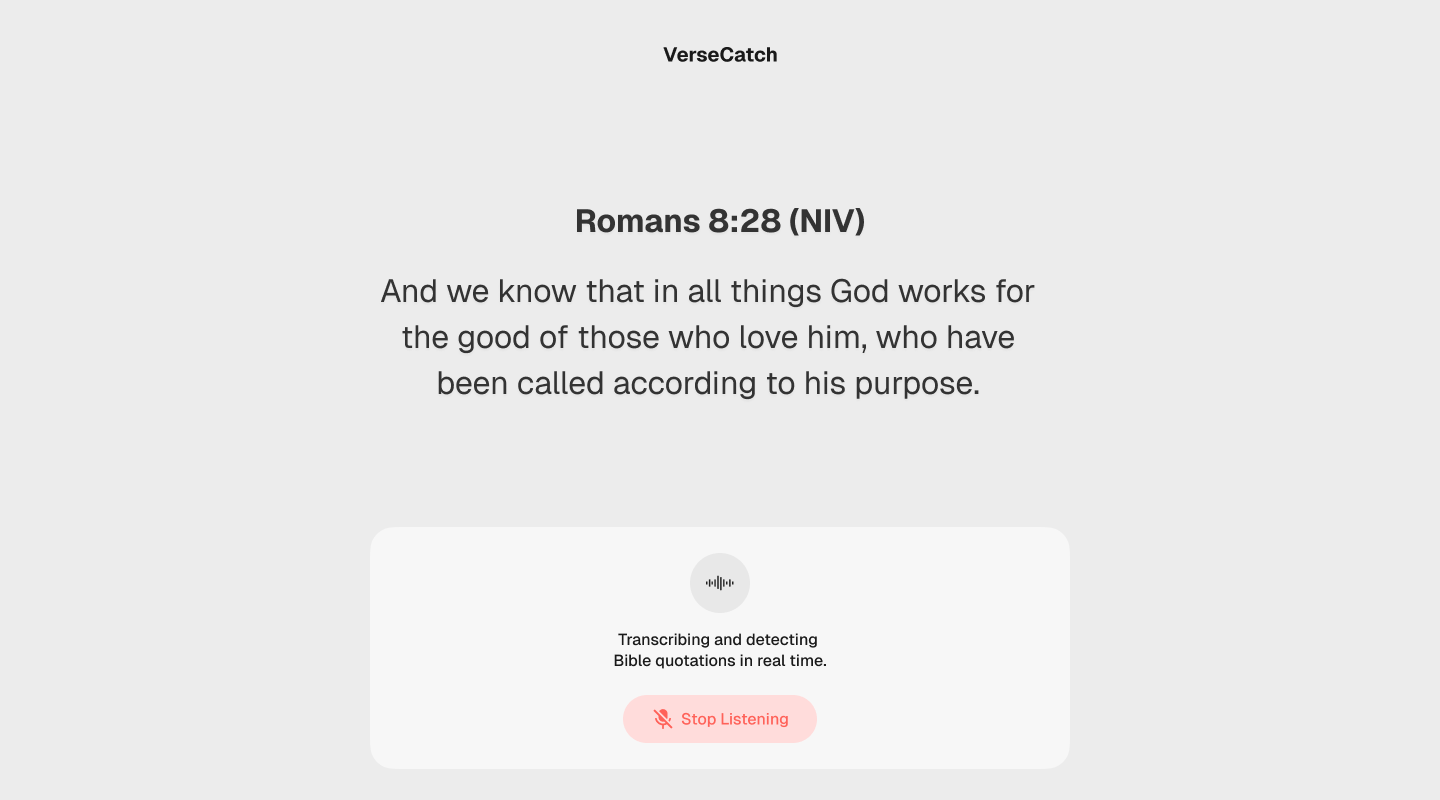 VerseCatch
Romans 8:28 (NIV)
And we know that in all things God works for
the good of those who love him, who have
been called according to his purpose.
Transcribing and detecting
Bible quotations in real time.
Stop Listening